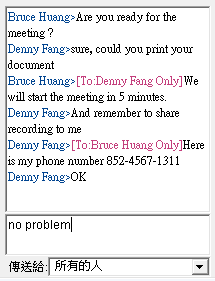 Bruce Huang>Are you ready for the
meeting ?
Denny Fang>sure, could you print your
document
Bruce Huang>[To:Denny Fang Only]We
will start the meeting in 5 minutes.
Denny Fang>And remember to share
recording to me
Denny Fang>[To:Bruce Huang Only]Here
is my phone number 852-4567-1311
Denny Fang>OK
no problem
傳送給: 所有的人